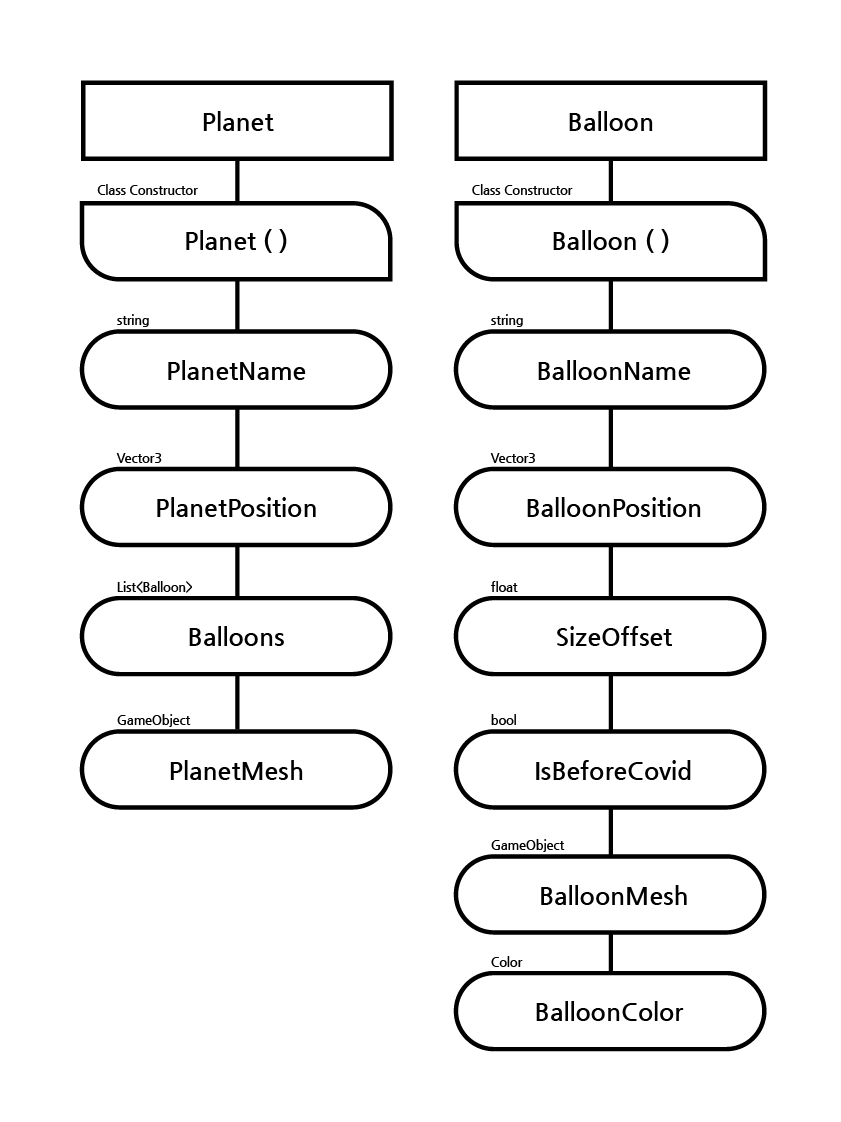 Planet
Class Constructor
Planet ( )
string
PlanetName
Vector3
PlanetPosition
List<Balloon>
Balloons
GameObject
PlanetMesh
Balloon
Class Constructor
Balloon ( )
string
BalloonName
Vector3
BalloonPosition
float
SizeOffset
bool
IsBeforeCovid
GameObject
BalloonMesh
Color
BalloonColor